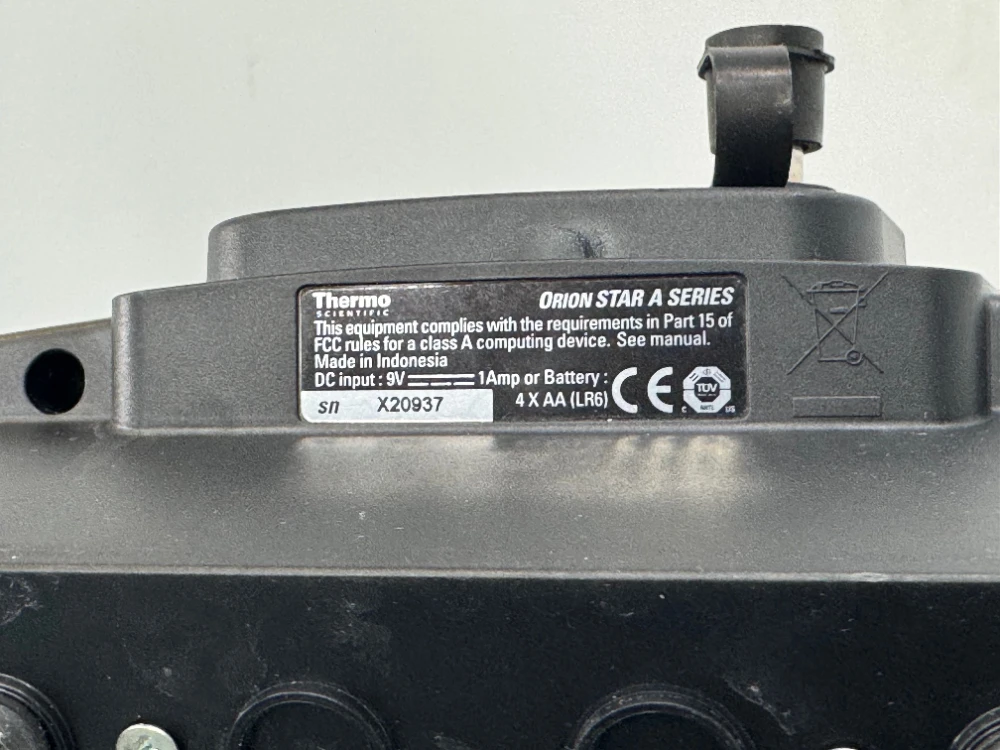 Thermo
SCIENTIFIC
ORION STAR A SERIES
This equipment complies with the requirements in Part 15 of
FCC rules for a class A computing device. See manual.
Made in Indonesia
DC input : 9V 1Amp or Battery :
4 X AA (LR6)
sn X20937
CE
TÜV
C US